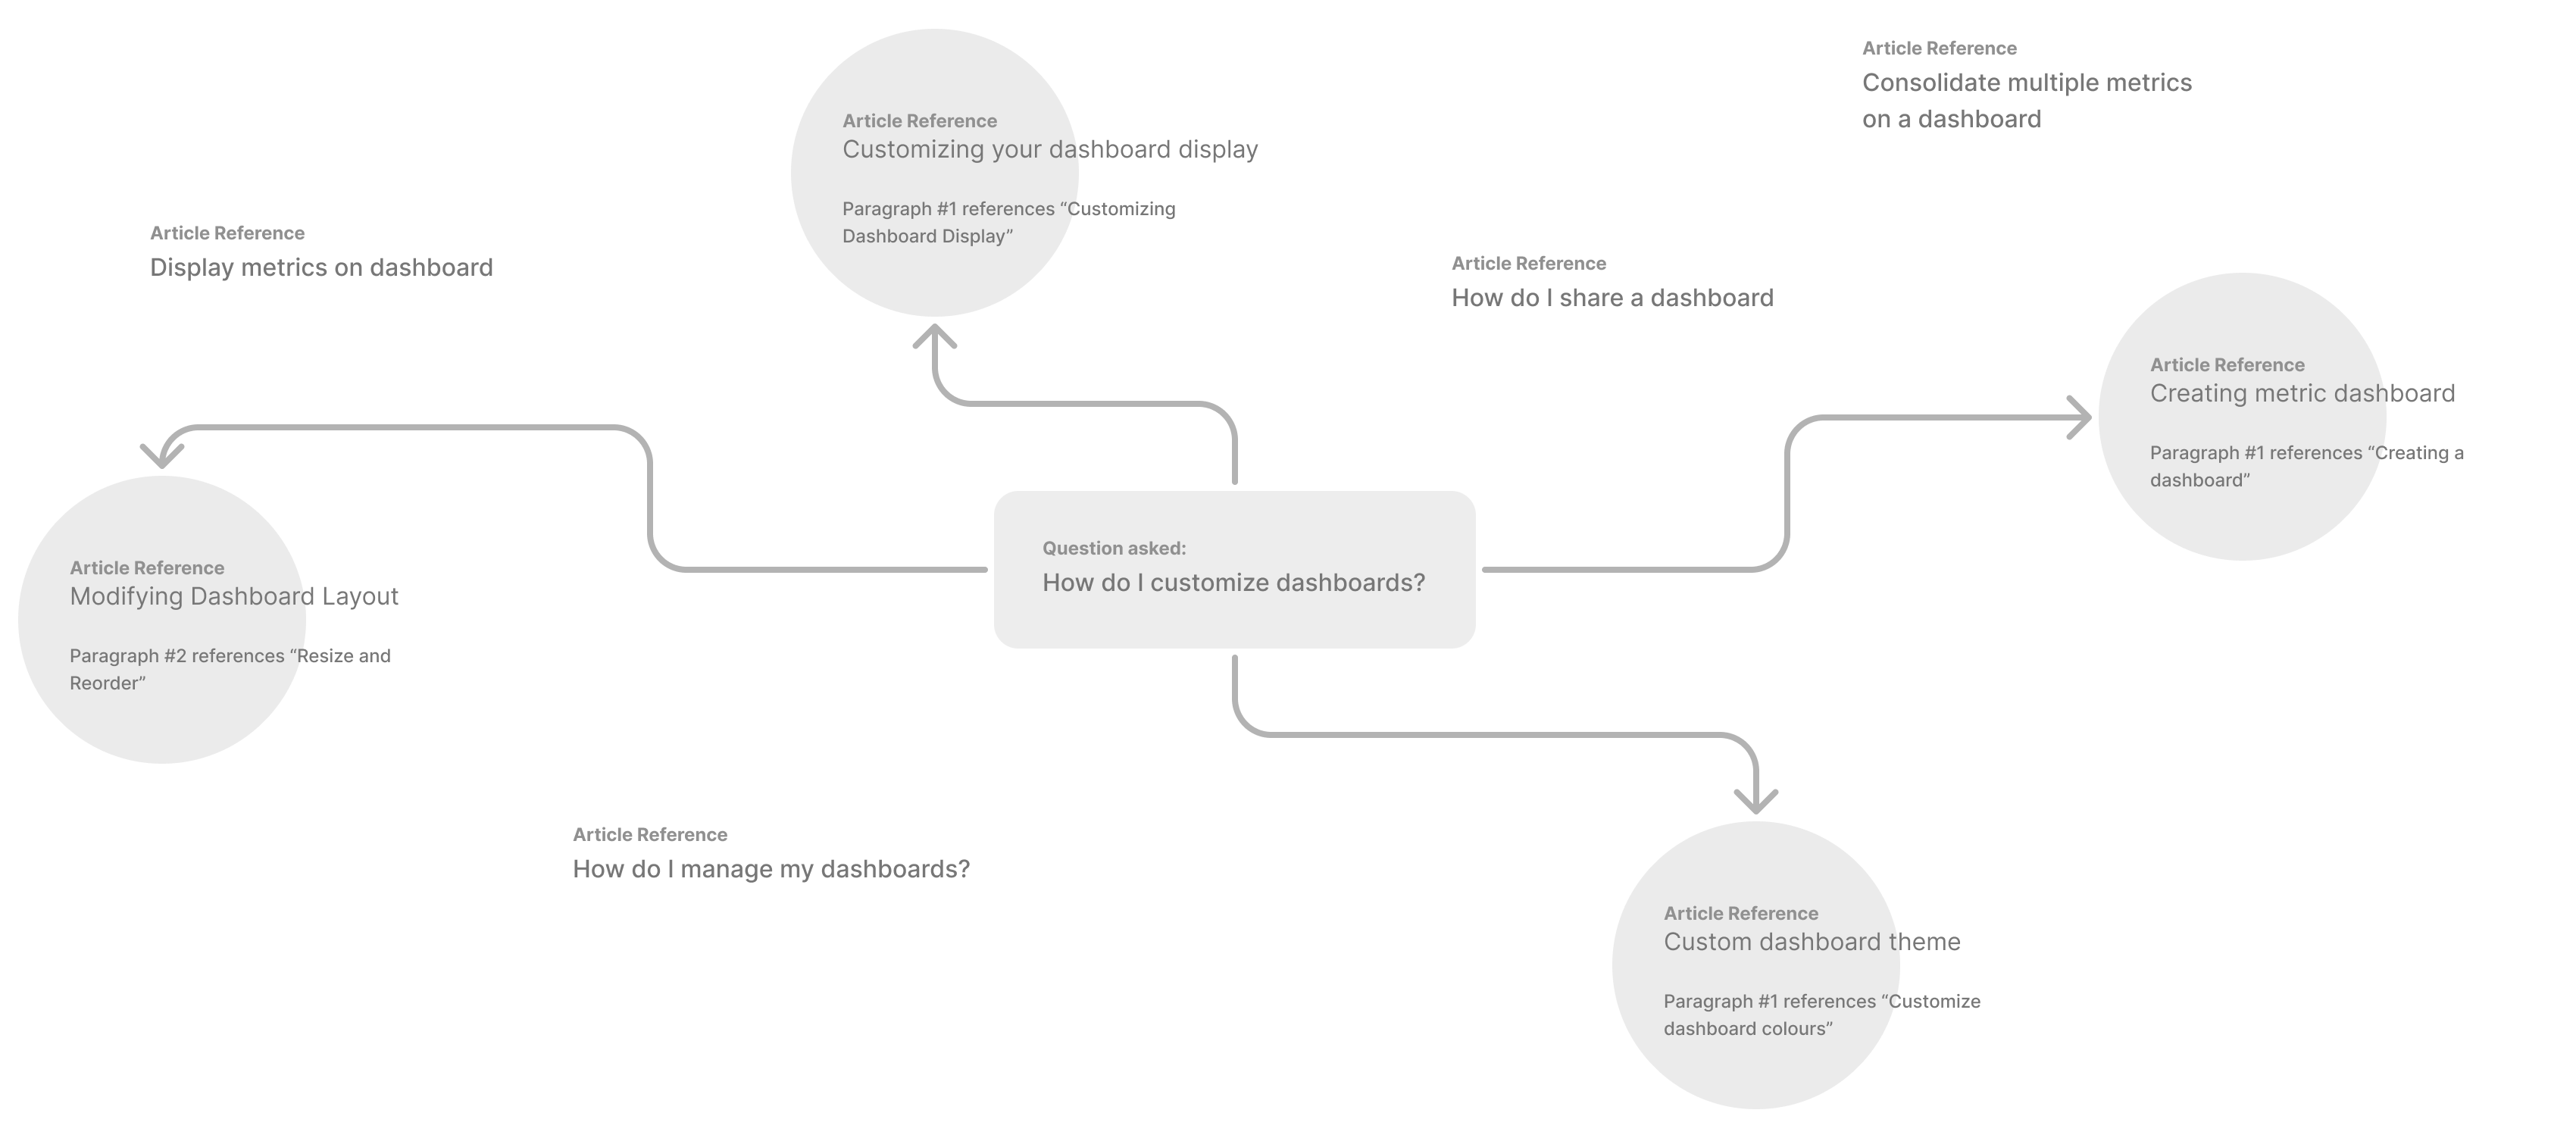 Article Reference
Consolidate multiple metrics
on a dashboard
Article Reference
Customizing your dashboard display
Paragraph #1 references “Customizing
Dashboard Display”
Article Reference
Display metrics on dashboard
Article Reference
How do I share a dashboard
Article Reference
Creating metric dashboard
Paragraph #1 references “Creating a
dashboard”
Question asked:
How do I customize dashboards?
Article Reference
Modifying Dashboard Layout
Paragraph #2 references “Resize and
Reorder”
Article Reference
How do I manage my dashboards?
Article Reference
Custom dashboard theme
Paragraph #1 references “Customize
dashboard colours”